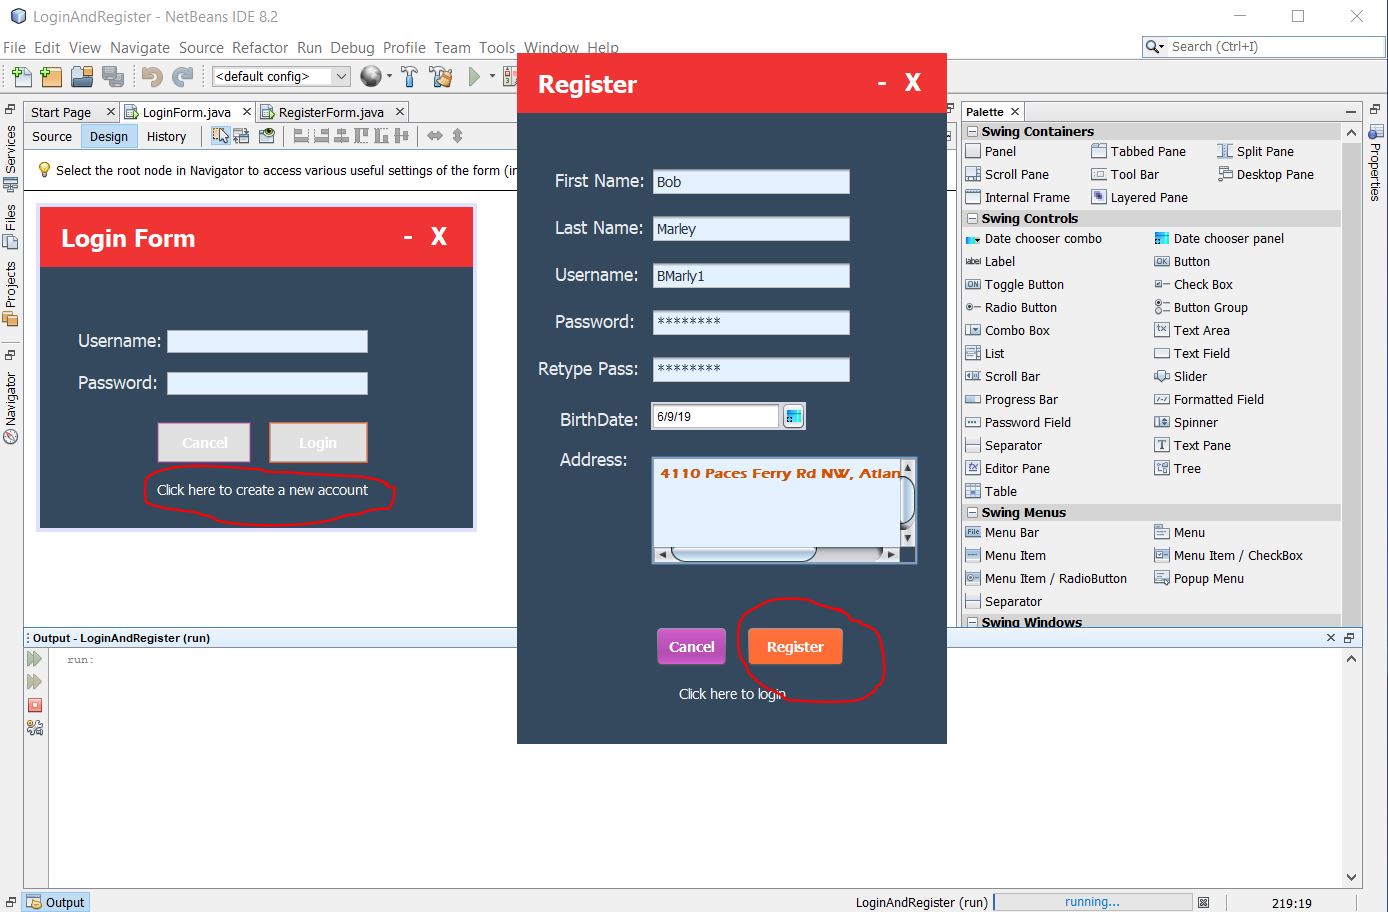 LoginAndRegister - NetBeans IDE 8.2
File Edit View Navigate Source Refactor Run Debug Profile Team Tools Window Help
Search (Ctrl+I)
<default config>
Start Page
LoginForm.java
RegisterForm.java
Source Design History
Select the root node in Navigator to access various useful settings of the form (in
Services
Files
Projects
Navigator
Login Form
- X
Username:
Password:
Cancel
Login
Click here to create a new account
Register
- X
First Name: Bob
Last Name: Marley
Username: BMarly1
Password: ********
Retype Pass: ********
BirthDate: 6/9/19
Address: 4110 Paces Ferry Rd NW, Atlan
Cancel
Register
Click here to login
Palette
Properties
Swing Containers
Panel Tabbed Pane Split Pane
Scroll Pane Tool Bar Desktop Pane
Internal Frame Layered Pane
Swing Controls
Date chooser combo Date chooser panel
label Label OK Button
ON Toggle Button Check Box
Radio Button Button Group
Combo Box Text Area
List Text Field
Scroll Bar Slider
Progress Bar Formatted Field
Password Field Spinner
Separator Text Pane
Editor Pane Tree
Table
Swing Menus
File Menu Bar Menu
Menu Item Menu Item / CheckBox
Menu Item / RadioButton Popup Menu
Separator
Swing Windows
Output - LoginAndRegister (run)
run:
Output
LoginAndRegister (run)
running...
219:19